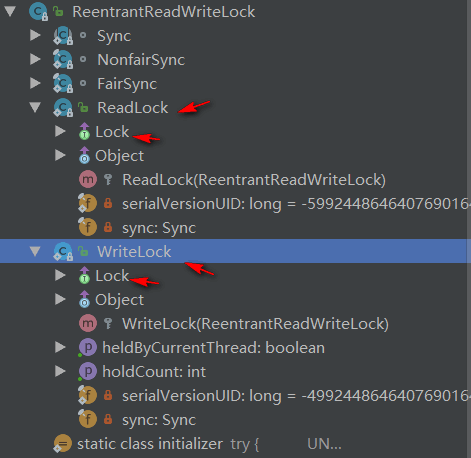 ReentrantReadWriteLock
Sync
NonfairSync
FairSync
ReadLock
Lock
Object
ReadLock(ReentrantReadWriteLock)
serialVersionUID: long = -599244864640769016
sync: Sync
WriteLock
Lock
Object
WriteLock(ReentrantReadWriteLock)
heldByCurrentThread: boolean
holdCount: int
serialVersionUID: long = -499244864640769016
sync: Sync
static class initializer try { UN...